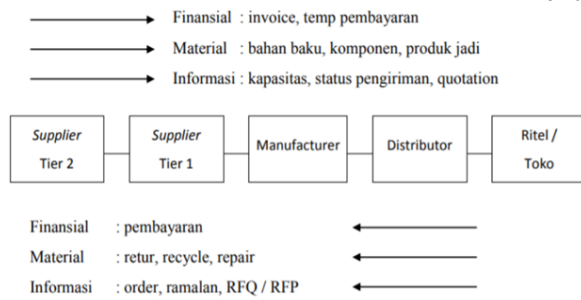 Finansial : invoice, temp pembayaran
Material : bahan baku, komponen, produk jadi
Informasi : kapasitas, status pengiriman, quotation
Supplier
Tier 2
Supplier
Tier 1
Manufacturer
Distributor
Ritel /
Toko
Finansial : pembayaran
Material : retur, recycle, repair
Informasi : order, ramalan, RFQ / RFP